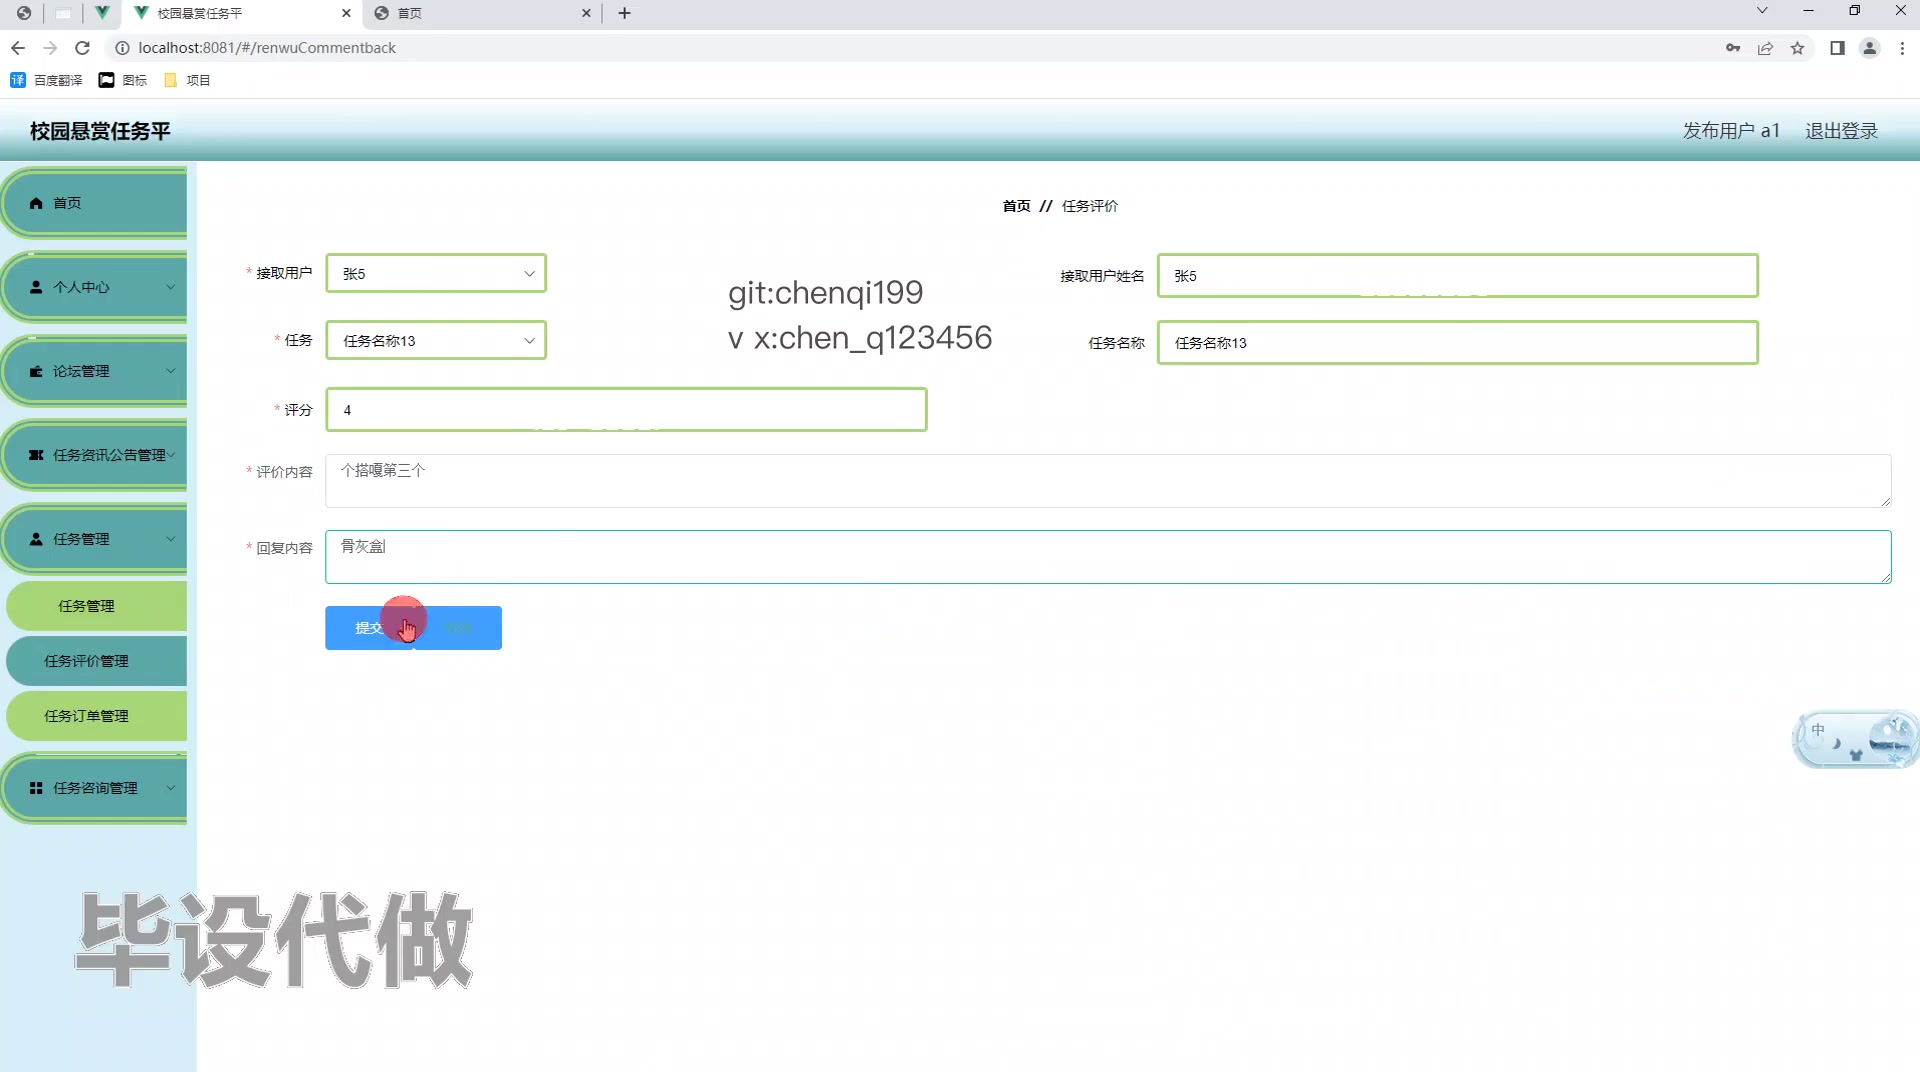 校园悬赏任务平
首页
localhost:8081/#/renwuCommentback
百度翻译
图标
项目
校园悬赏任务平
发布用户 a1
退出登录
首页
个人中心
论坛管理
任务资讯公告管理
任务管理
任务管理
任务评价管理
任务订单管理
任务咨询管理
首页 // 任务评价
* 接取用户
张5
接取用户姓名
张5
* 任务
任务名称13
任务名称
任务名称13
* 评分
4
* 评价内容
个搭嘎第三个
* 回复内容
骨灰盒
提交
git:chenqi199
v x:chen_q123456
中
毕设代做